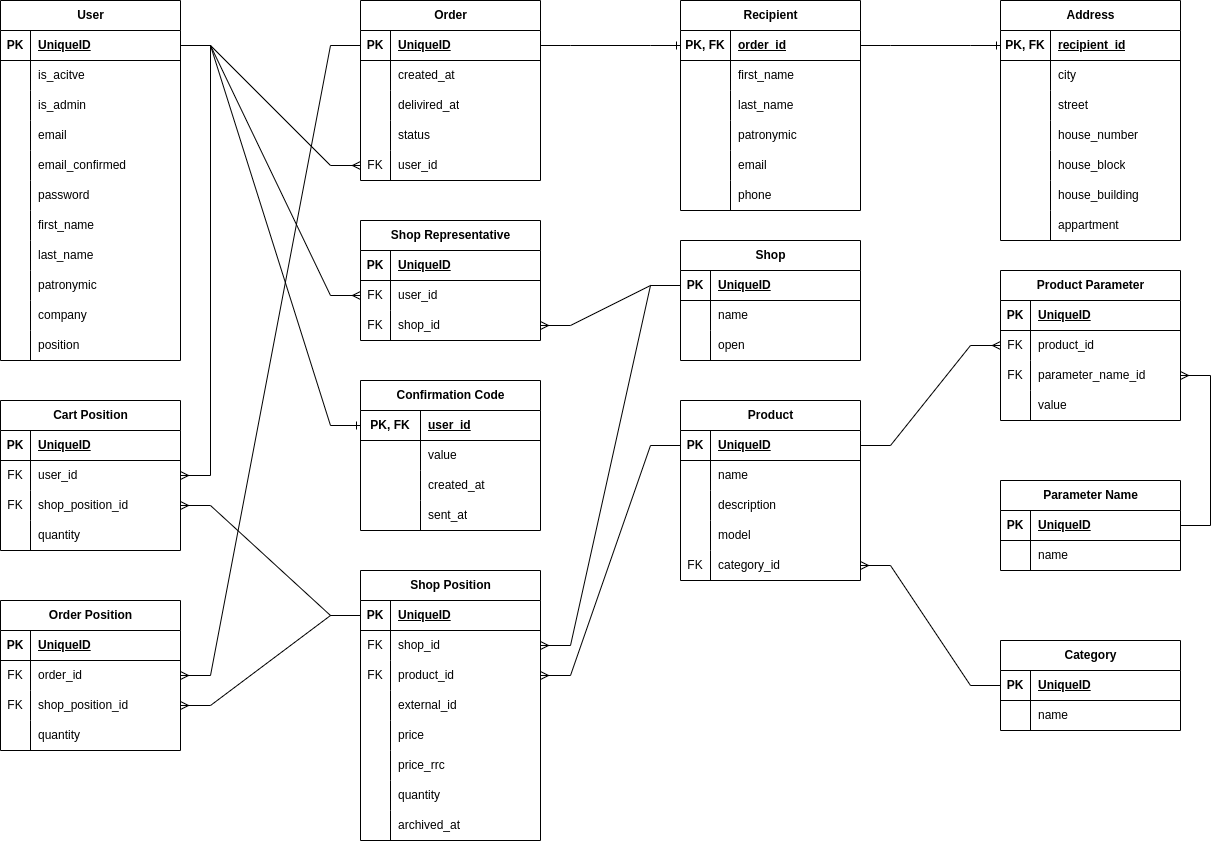 User
PK UniqueID
is_acitve
is_admin
email
email_confirmed
password
first_name
last_name
patronymic
company
position
Cart Position
PK UniqueID
FK user_id
FK shop_position_id
quantity
Order Position
PK UniqueID
FK order_id
FK shop_position_id
quantity
Order
PK UniqueID
created_at
delivired_at
status
FK user_id
Shop Representative
PK UniqueID
FK user_id
FK shop_id
Confirmation Code
PK, FK user_id
value
created_at
sent_at
Shop Position
PK UniqueID
FK shop_id
FK product_id
external_id
price
price_rrc
quantity
archived_at
Recipient
PK, FK order_id
first_name
last_name
patronymic
email
phone
Shop
PK UniqueID
name
open
Product
PK UniqueID
name
description
model
FK category_id
Address
PK, FK recipient_id
city
street
house_number
house_block
house_building
appartment
Product Parameter
PK UniqueID
FK product_id
FK parameter_name_id
value
Parameter Name
PK UniqueID
name
Category
PK UniqueID
name